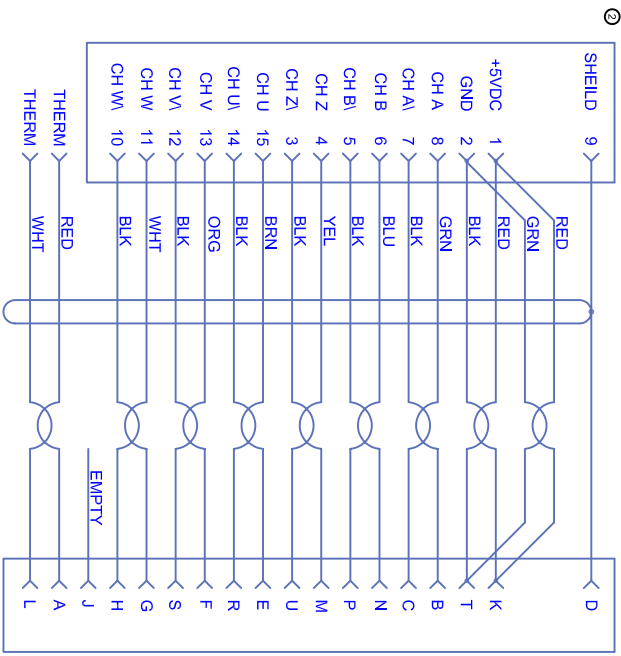 2
SHEILD 9
+5VDC 1
GND 2
CH A 8
CH A\ 7
CH B 6
CH B\ 5
CH Z 4
CH Z\ 3
CH U 15
CH U\ 14
CH V 13
CH V\ 12
CH W 11
CH W\ 10
THERM
THERM
RED
GRN
RED
BLK
GRN
BLK
BLU
BLK
YEL
BLK
BRN
BLK
ORG
BLK
WHT
BLK
RED
WHT
EMPTY
D
K
T
B
C
N
P
M
U
E
R
F
S
G
H
J
A
L